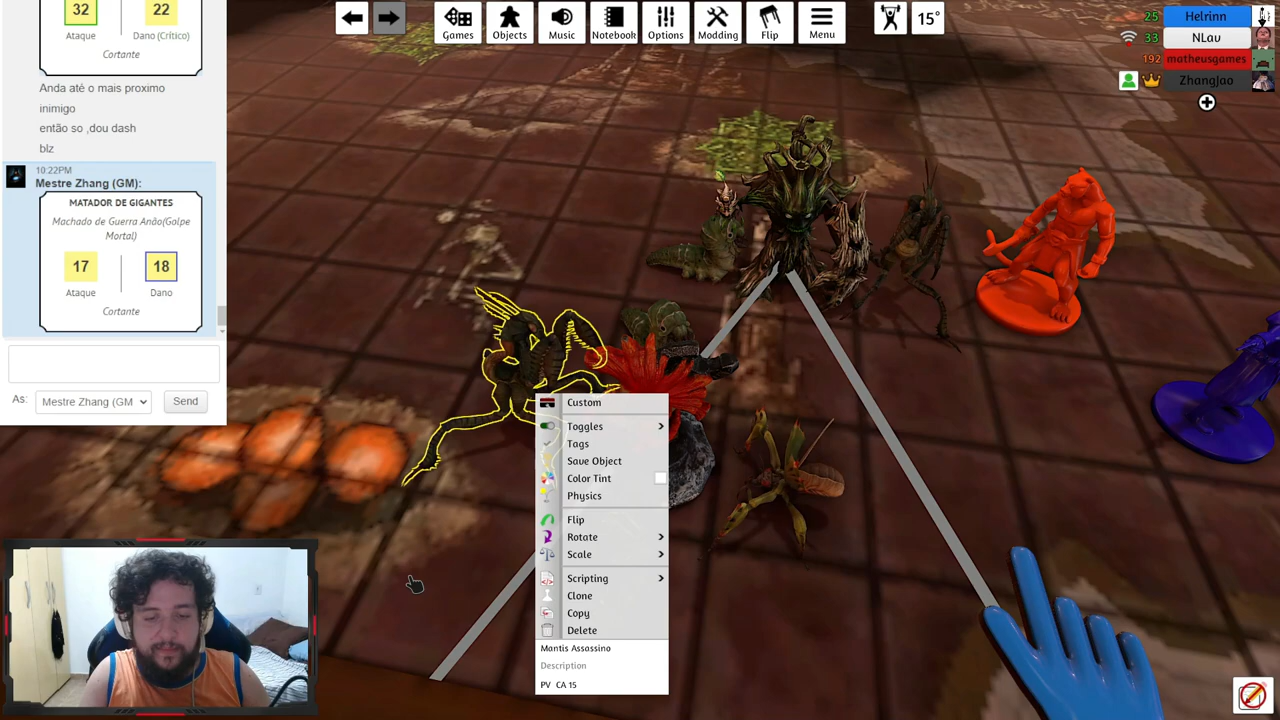 32
22
Ataque
Dano (Crítico)
Cortante
Anda até o mais proximo
inimigo
então so ,dou dash
blz
10:22PM
Mestre Zhang (GM):
MATADOR DE GIGANTES
Machado de Guerra Anão(Golpe
Mortal)
17
18
Ataque
Dano
Cortante
As:
Mestre Zhang (GM
Send
Games
Objects
Music
Notebook
Options
Modding
Flip
Menu
15°
25
Helrinn
33
NLav
192
matheusgames
ZhangJao
Custom
Toggles
Tags
Save Object
Color Tint
Physics
Flip
Rotate
Scale
Scripting
Clone
Copy
Delete
Mantis Assassino
Description
PV CA 15